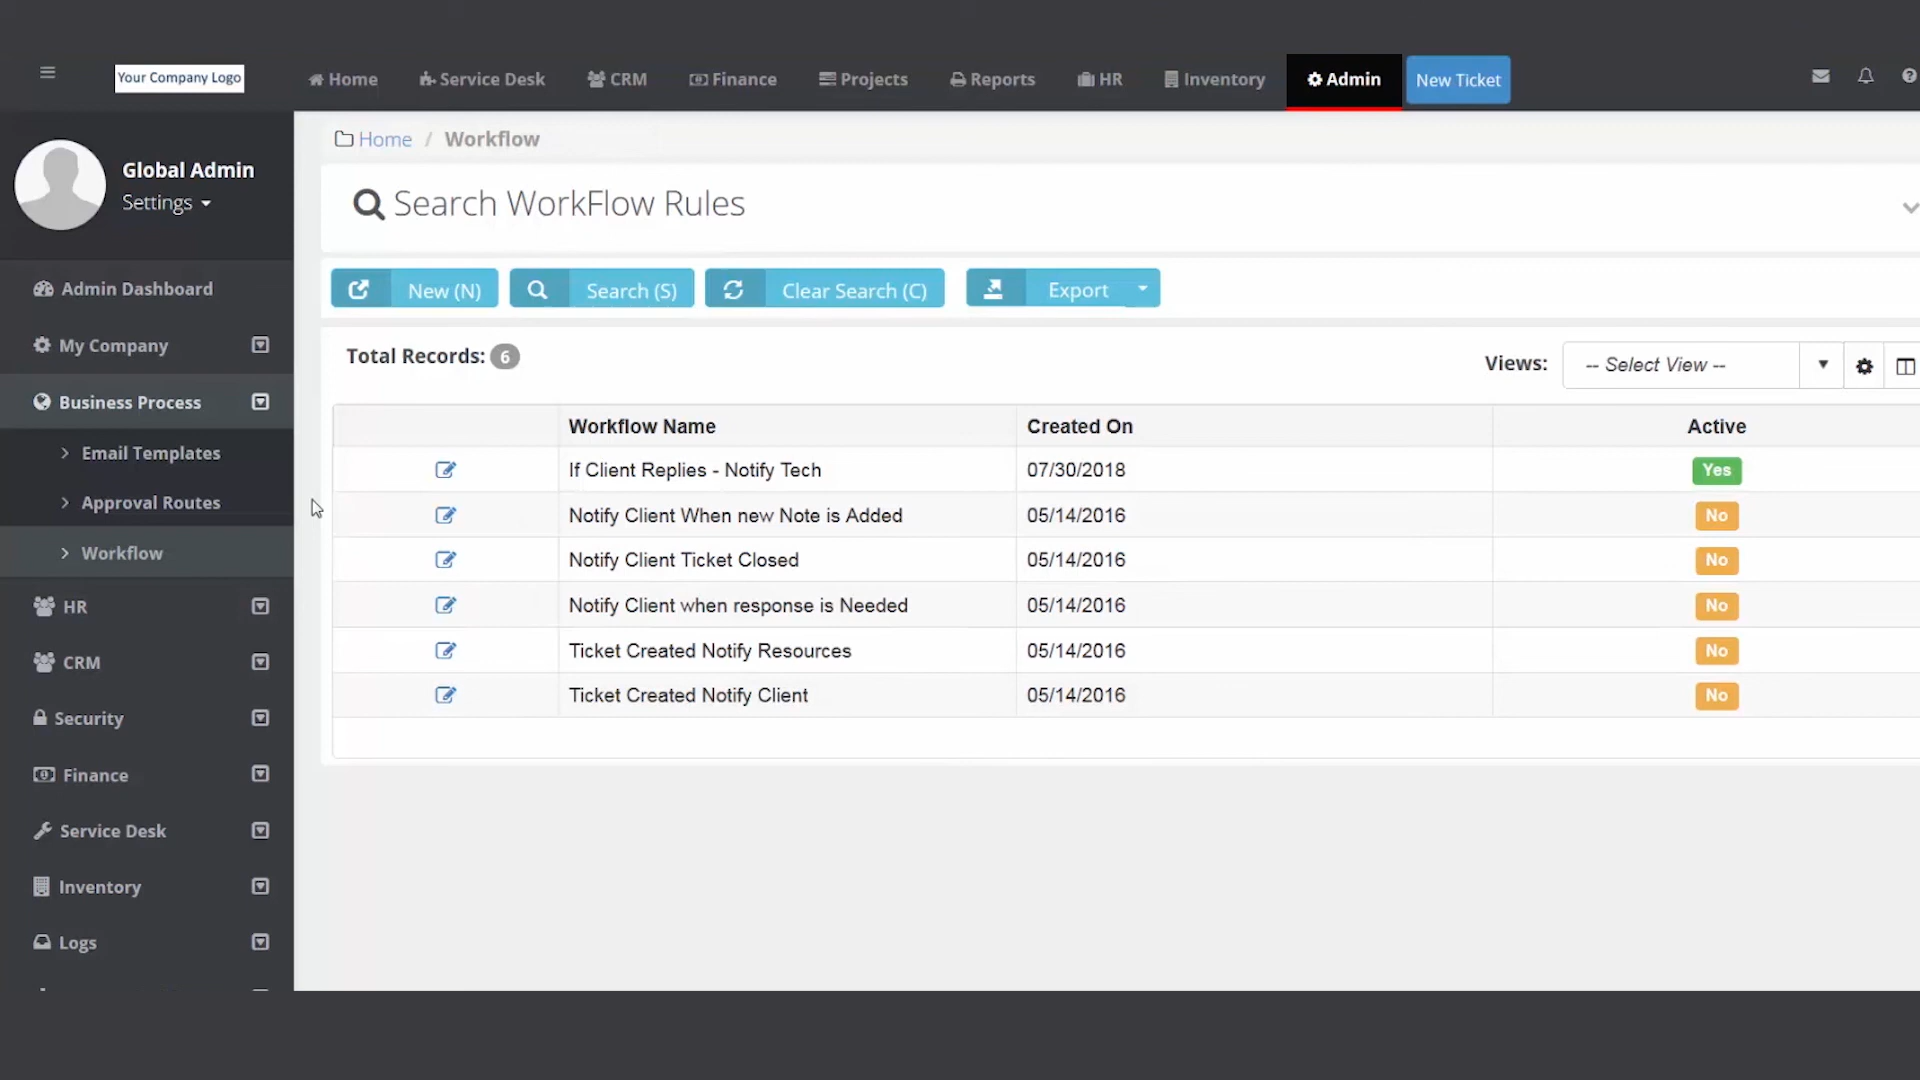 Your Company Logo
Home Service Desk CRM Finance Projects Reports HR Inventory Admin New Ticket
Global Admin
Settings
Admin Dashboard
My Company
Business Process
Email Templates
Approval Routes
Workflow
HR
CRM
Security
Finance
Service Desk
Inventory
Logs
Home / Workflow
Search WorkFlow Rules
New (N) Search (S) Clear Search (C) Export
Total Records: 6
Views: -- Select View --
Workflow Name Created On Active
If Client Replies - Notify Tech 07/30/2018 Yes
Notify Client When new Note is Added 05/14/2016 No
Notify Client Ticket Closed 05/14/2016 No
Notify Client when response is Needed 05/14/2016 No
Ticket Created Notify Resources 05/14/2016 No
Ticket Created Notify Client 05/14/2016 No